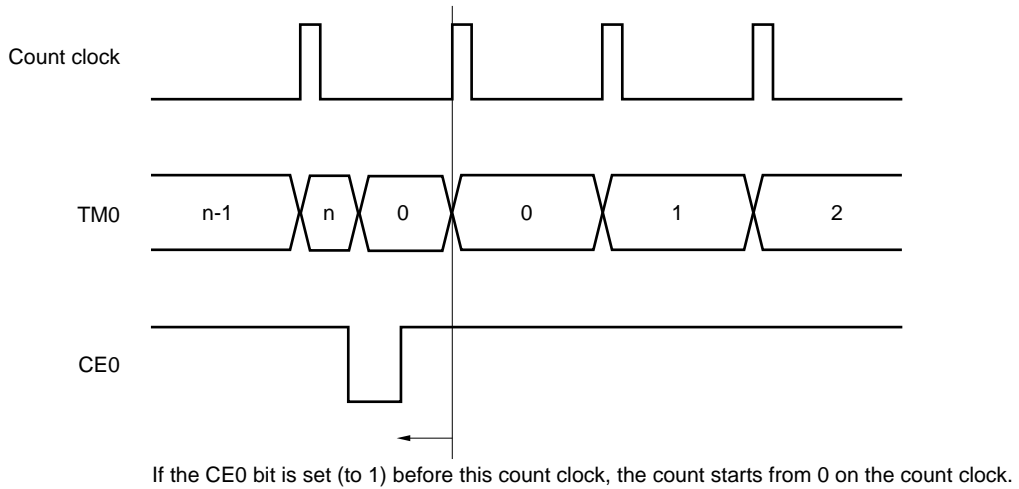 Count clock
TM0
n-1 n 0 0 1 2
CE0
If the CE0 bit is set (to 1) before this count clock, the count starts from 0 on the count clock.